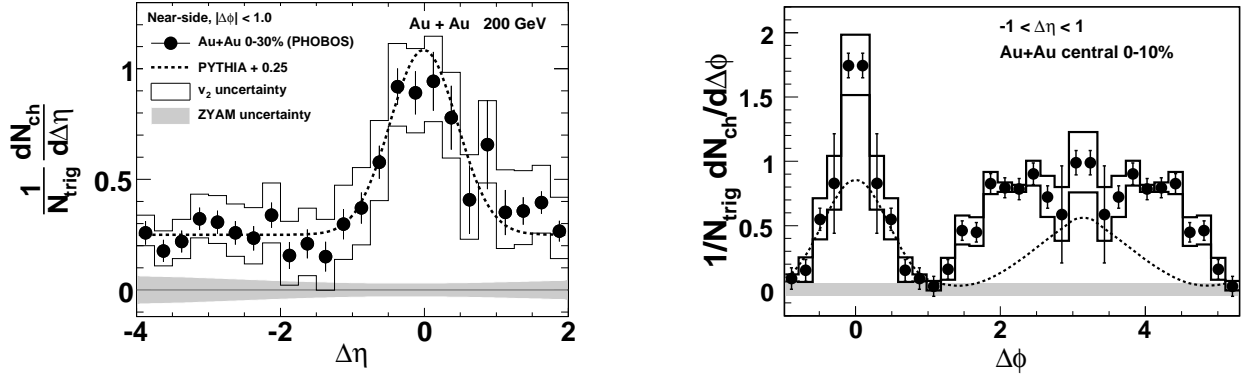 Near-side, |Δϕ| < 1.0
Au + Au 200 GeV
Au+Au 0-30% (PHOBOS)
PYTHIA + 0.25
v2 uncertainty
ZYAM uncertainty
1/Ntrig dNch/dΔη
1
0.5
0
-4
-2
0
2
Δη
-1 < Δη < 1
Au+Au central 0-10%
1/Ntrig dNch/dΔϕ
2
1.5
1
0.5
0
0
2
4
Δϕ